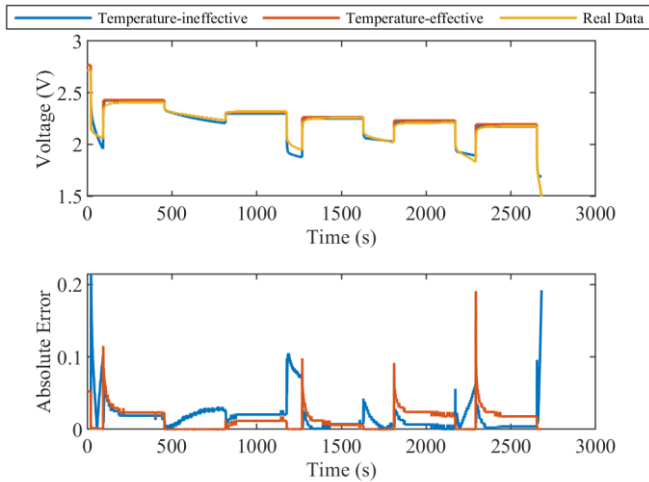 Temperature-ineffective Temperature-effective Real Data
3
2.5
2
1.5
Voltage (V)
0 500 1000 1500 2000 2500 3000
Time (s)
0.2
0.1
0
Absolute Error
0 500 1000 1500 2000 2500 3000
Time (s)